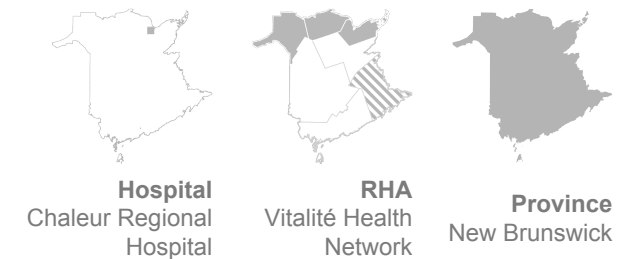 Hospital
Chaleur Regional
Hospital
RHA
Vitalité Health
Network
Province
New Brunswick